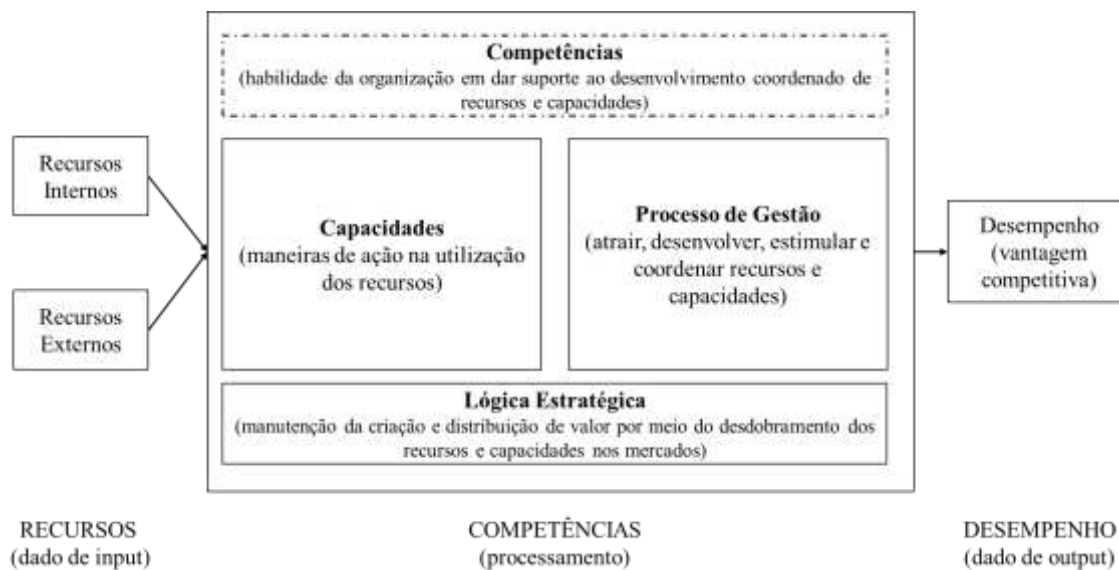 Competências
(habilidade da organização em dar suporte ao desenvolvimento coordenado de
recursos e capacidades)
Recursos
Internos
Recursos
Externos
Capacidades
(maneiras de ação na utilização
dos recursos)
Processo de Gestão
(atrair, desenvolver, estimular e
coordenar recursos e
capacidades)
Desempenho
(vantagem
competitiva)
Lógica Estratégica
(manutenção da criação e distribuição de valor por meio do desdobramento dos
recursos e capacidades nos mercados)
RECURSOS
(dado de input)
COMPETÊNCIAS
(processamento)
DESEMPENHO
(dado de output)